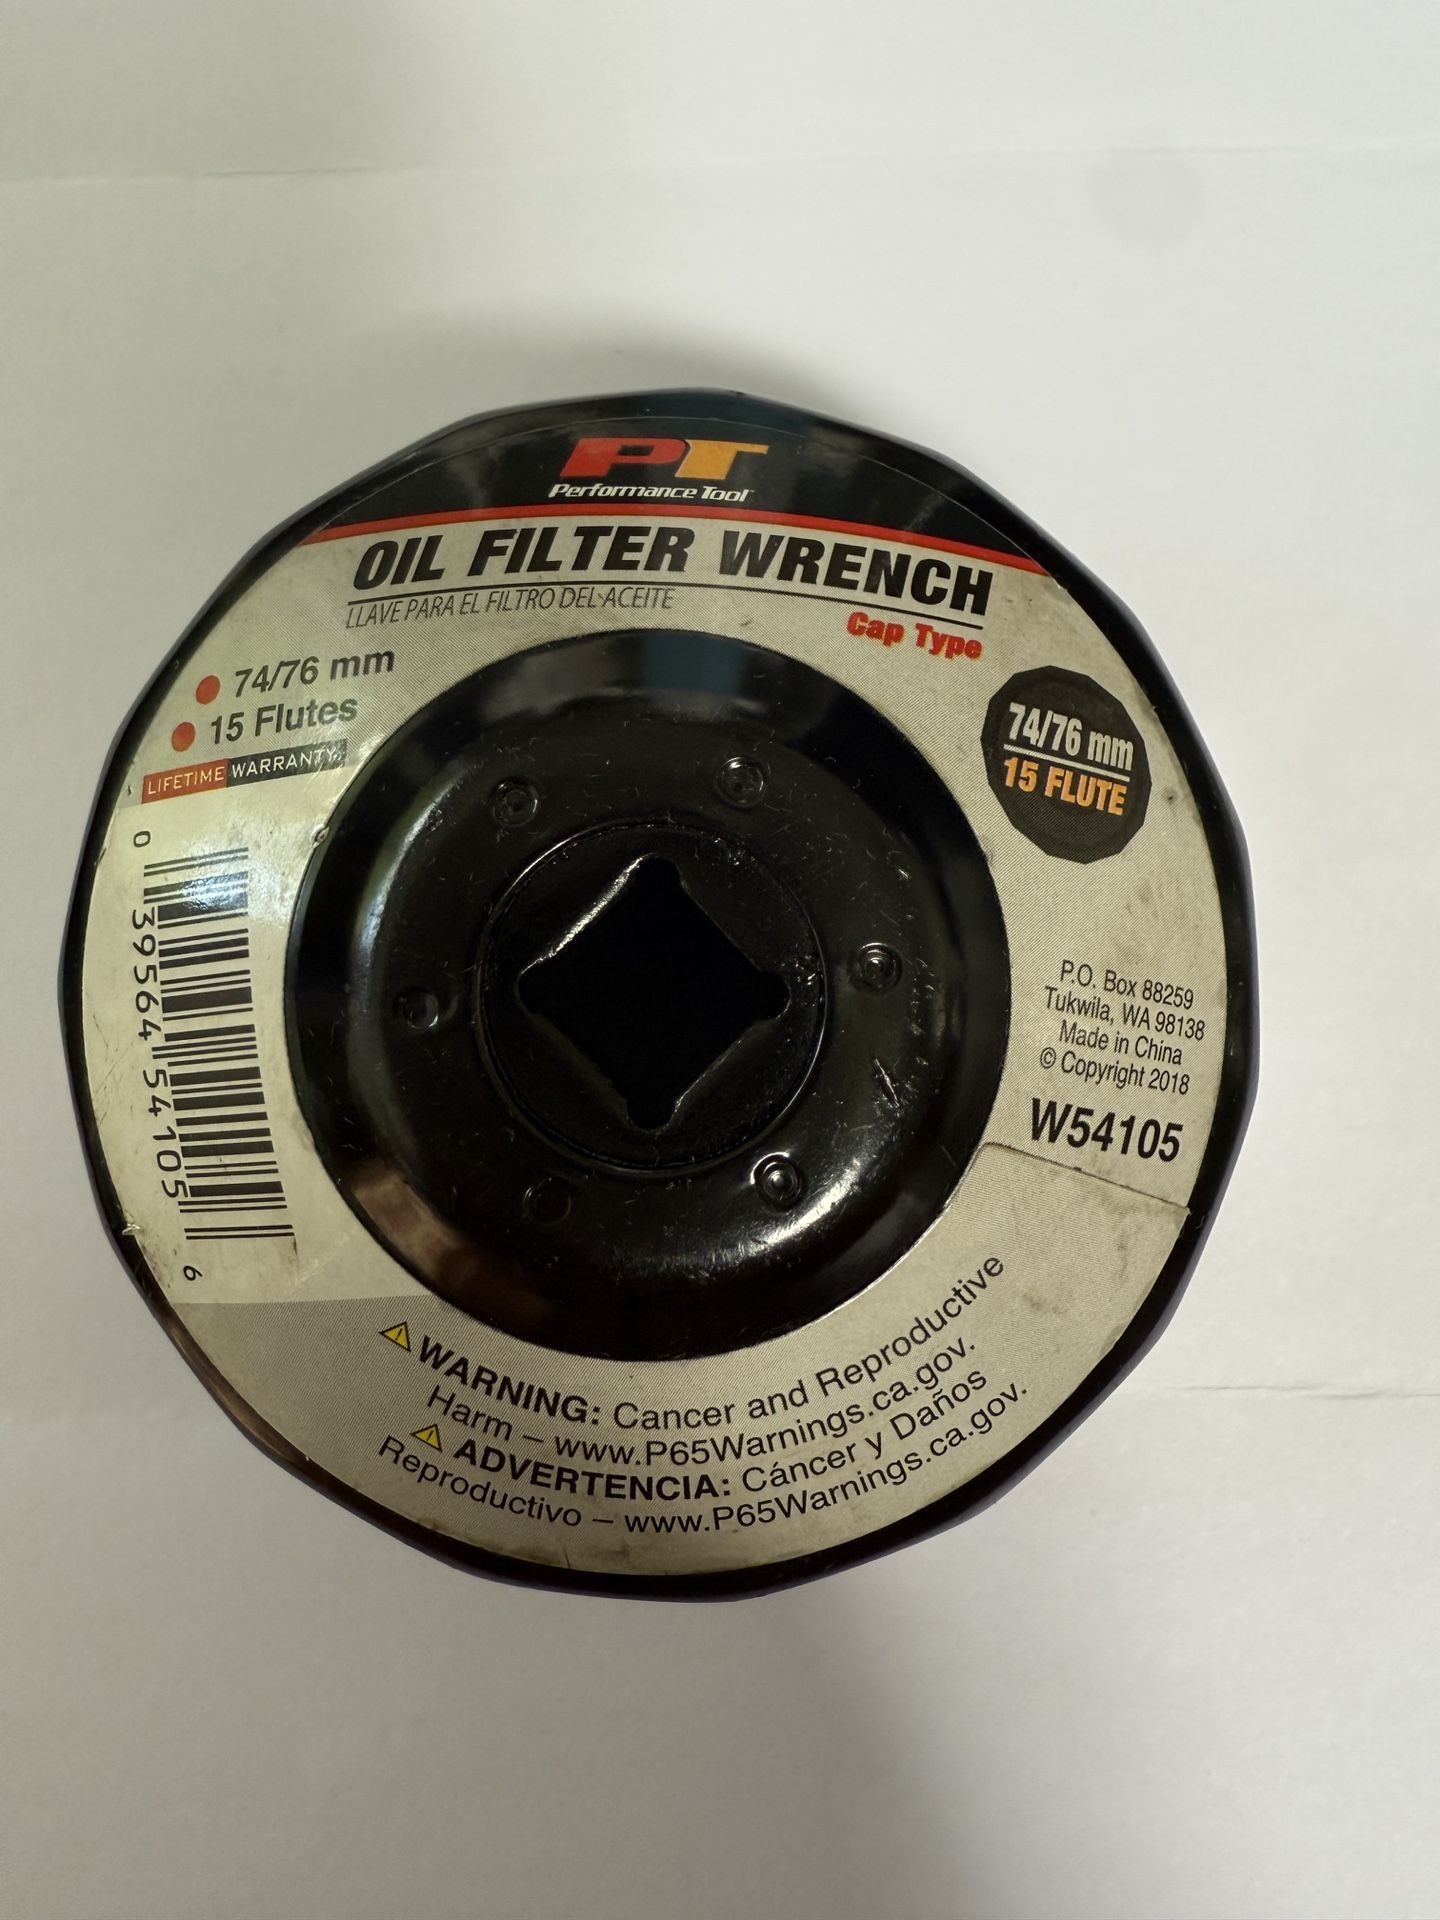 PT
Performance Tool™
OIL FILTER WRENCH
LLAVE PARA EL FILTRO DEL ACEITE
Cap Type
● 74/76 mm
● 15 Flutes
LIFETIME WARRANTY
74/76 mm
15 FLUTE
0 39564 54105 6
P.O. Box 88259
Tukwila, WA 98138
Made in China
© Copyright 2018
W54105
⚠ WARNING: Cancer and Reproductive
Harm – www.P65Warnings.ca.gov.
⚠ ADVERTENCIA: Cáncer y Daños
Reproductivo – www.P65Warnings.ca.gov.